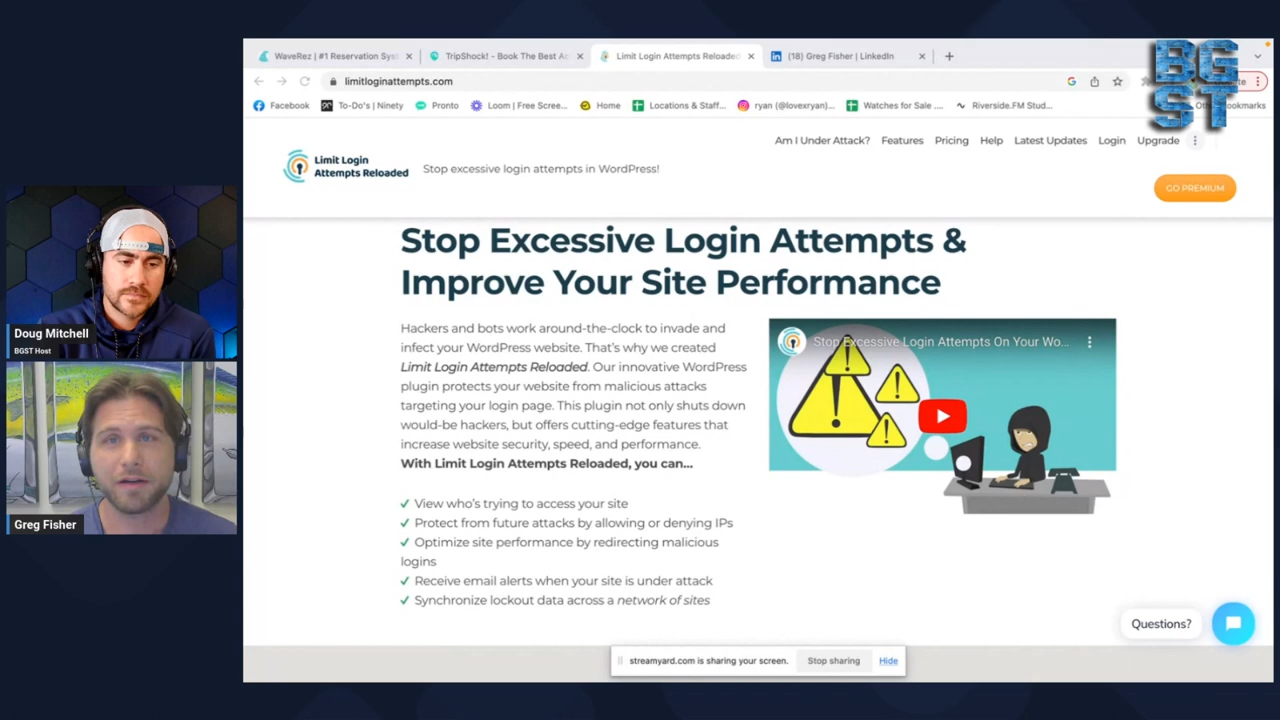 WaveRez | #1 Reservation Sys
TripShock! - Book The Best Ac
Limit Login Attempts Reloaded
(18) Greg Fisher | LinkedIn
limitloginattempts.com
Facebook
To-Do's | Ninety
Pronto
Loom | Free Scree...
Home
Locations & Staff...
ryan (@lovexryan)...
Watches for Sale ....
Riverside.FM Stud...
BG
ST
Am I Under Attack?
Features
Pricing
Help
Latest Updates
Login
Upgrade
Limit Login
Attempts Reloaded
Stop excessive login attempts in WordPress!
GO PREMIUM
Stop Excessive Login Attempts &
Improve Your Site Performance
Hackers and bots work around-the-clock to invade and
infect your WordPress website. That's why we created
Limit Login Attempts Reloaded. Our innovative WordPress
plugin protects your website from malicious attacks
targeting your login page. This plugin not only shuts down
would-be hackers, but offers cutting-edge features that
increase website security, speed, and performance.
With Limit Login Attempts Reloaded, you can...
✓ View who's trying to access your site
✓ Protect from future attacks by allowing or denying IPs
✓ Optimize site performance by redirecting malicious
logins
✓ Receive email alerts when your site is under attack
✓ Synchronize lockout data across a network of sites
Stop Excessive Login Attempts On Your Wo...
Doug Mitchell
BGST Host
Greg Fisher
Questions?
streamyard.com is sharing your screen.
Stop sharing
Hide